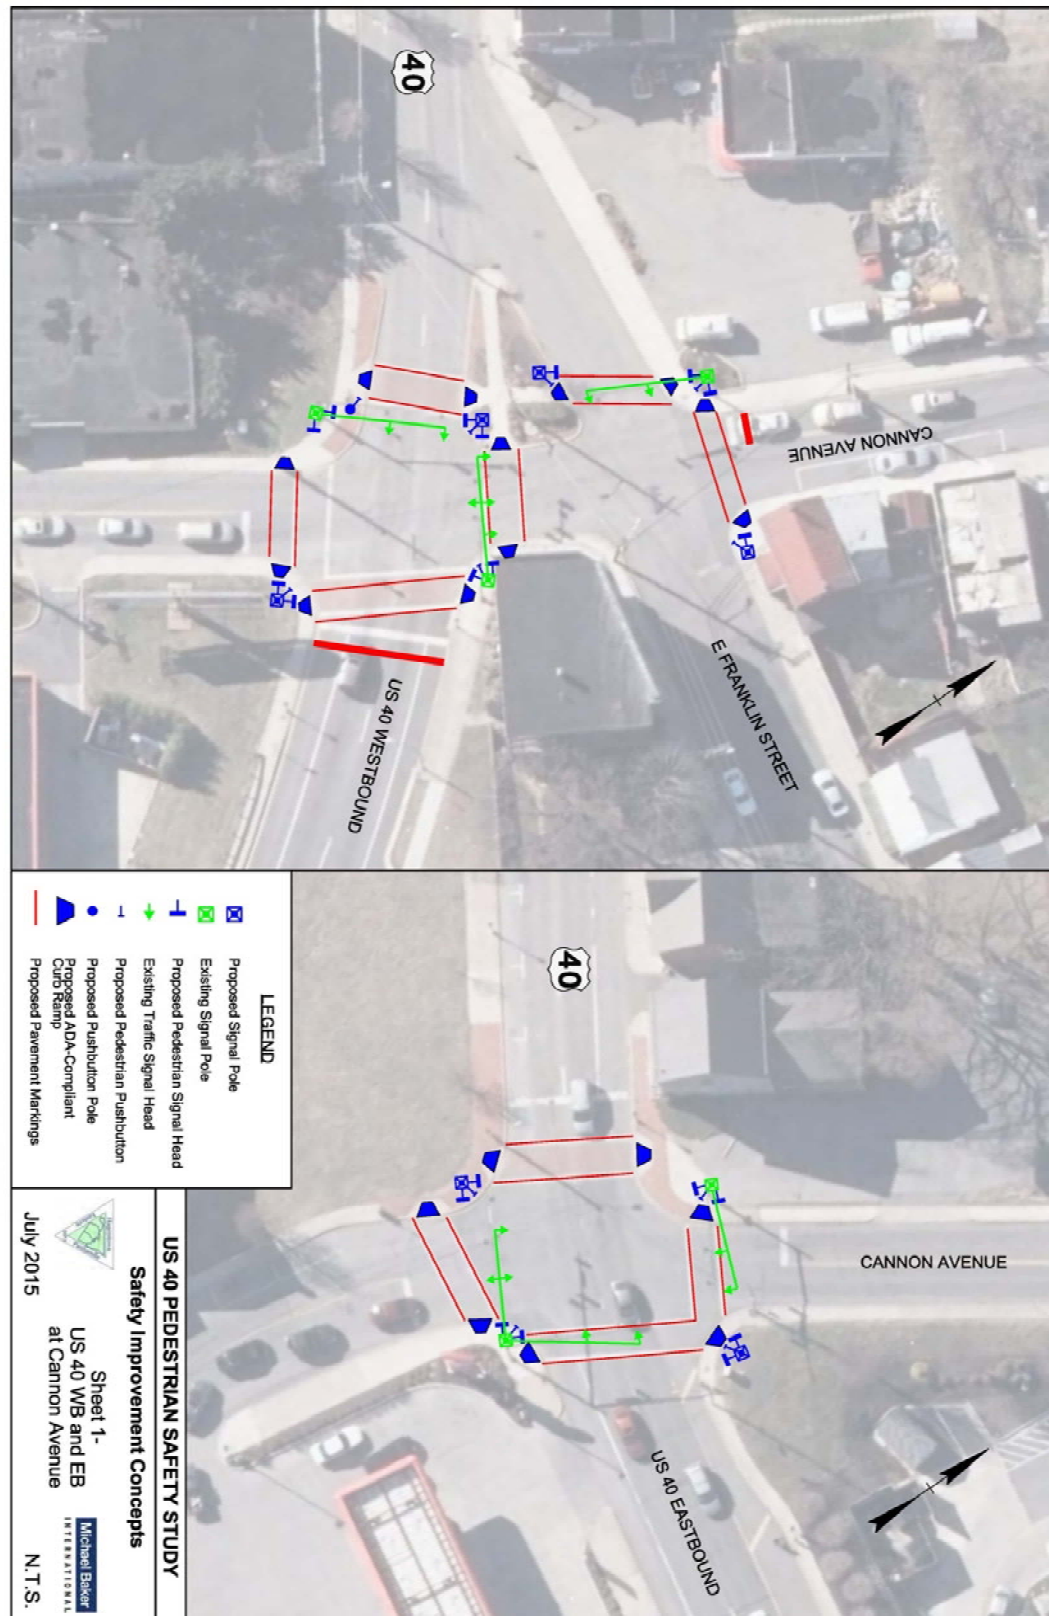 40
CANNON AVENUE
E FRANKLIN STREET
US 40 WESTBOUND
40
CANNON AVENUE
US 40 EASTBOUND
LEGEND
Proposed Signal Pole
Existing Signal Pole
Proposed Pedestrian Signal Head
Existing Traffic Signal Head
Proposed Pedestrian Pushbutton
Proposed Pushbutton Pole
Proposed ADA-Compliant
Curb Ramp
Proposed Pavement Markings
US 40 PEDESTRIAN SAFETY STUDY
Safety Improvement Concepts
Sheet 1-
US 40 WB and EB
at Cannon Avenue
July 2015
Michael Baker
INTERNATIONAL
N.T.S.